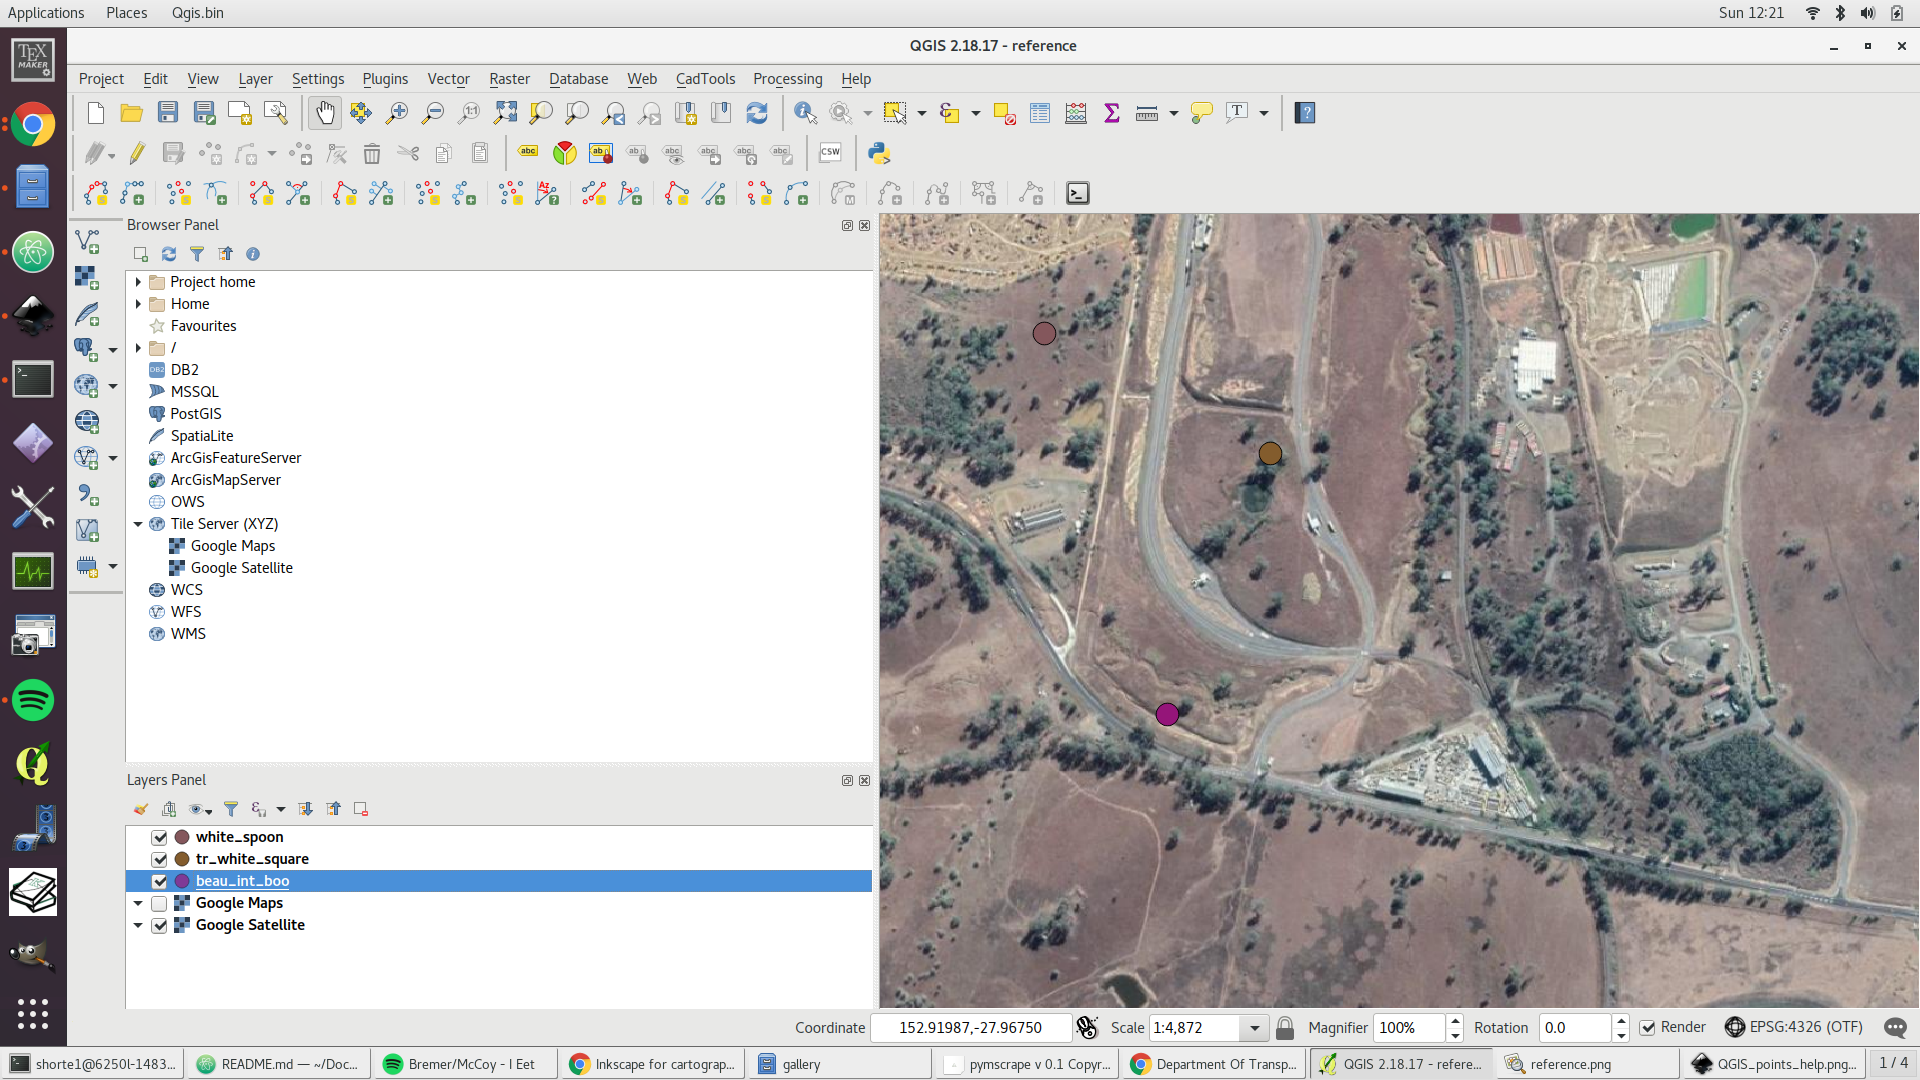 Applications Places Qgis.bin Sun 12:21
QGIS 2.18.17 - reference
Project Edit View Layer Settings Plugins Vector Raster Database Web CadTools Processing Help
TEX
MAKER
Browser Panel
Project home
Home
Favourites
/
DB2
MSSQL
PostGIS
SpatiaLite
ArcGisFeatureServer
ArcGisMapServer
OWS
Tile Server (XYZ)
Google Maps
Google Satellite
WCS
WFS
WMS
Layers Panel
white_spoon
tr_white_square
beau_int_boo
Google Maps
Google Satellite
Coordinate 152.91987,-27.96750 Scale 1:4,872 Magnifier 100% Rotation 0.0 Render EPSG:4326 (OTF)
shorte1@6250l-1483... README.md — ~/Doc... Bremer/McCoy - I Eet Inkscape for cartograp... gallery pymscrape v 0.1 Copyr... Department Of Transp... QGIS 2.18.17 - refere... reference.png QGIS_points_help.png... 1 / 4